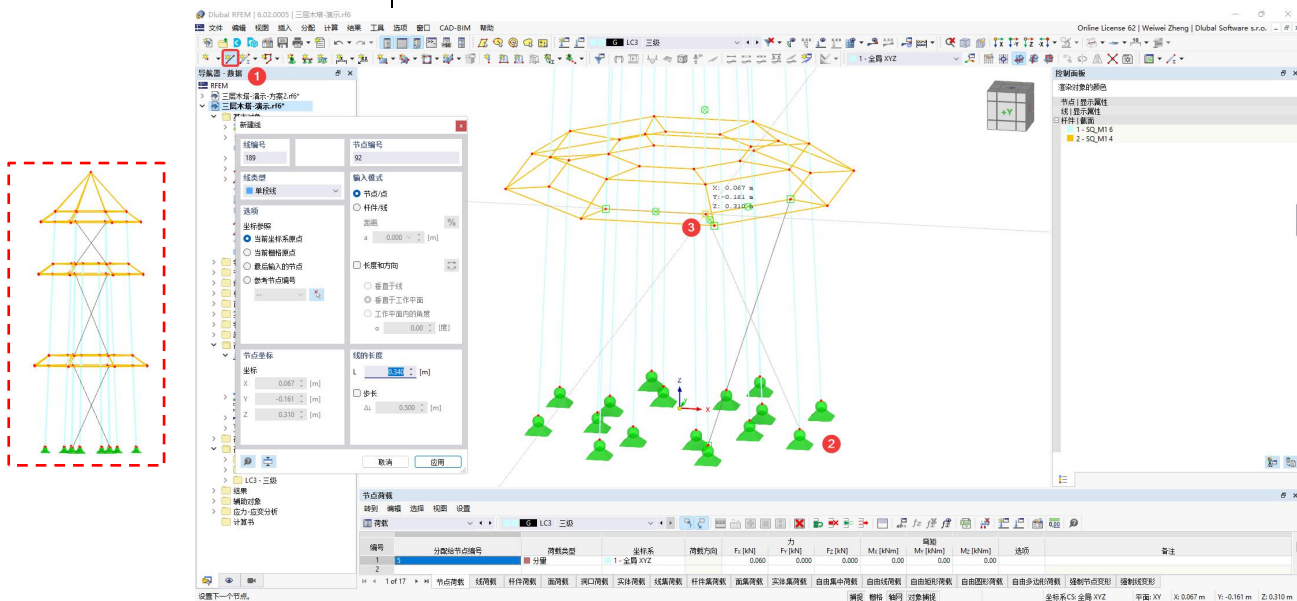 Dlubal RFEM | 6.02.0005 | 三层木塔-演示.rf6*
文件 编辑 视图 插入 分配 计算 结果 工具 选项 窗口 CAD-BIM 帮助
Online License 62 | Weiwei Zheng | Dlubal Software s.r.o.
G LC3 三级
1 - 全局 XYZ
导航器 - 数据
1
RFEM
三层木塔-演示-方案2.rf6*
三层木塔-演示.rf6*
新建线
线编号
189
节点编号
92
线类型
单段线
输入模式
节点/点
杆件/线
距离
%
a 0.000 [m]
选项
坐标参照
当前坐标系原点
当前栅格原点
最后输入的节点
参考节点编号
--
长度和方向
垂直于线
垂直于工作平面
工作平面内的角度
α 0.00 [度]
节点坐标
坐标
X 0.067 [m]
Y -0.161 [m]
Z 0.310 [m]
线的长度
L 0.340 [m]
步长
ΔL 0.500 [m]
取消
应用
LC3 - 三级
结果
辅助对象
应力-应变分析
计算书
X: 0.067 m
Y:-0.161 m
Z: 0.310 m
3
2
Z
X
+Y
控制面板
渲染对象的颜色
节点 | 显示属性
线 | 显示属性
杆件 | 截面
1 - SQ_M1 6
2 - SQ_M1 4
节点荷载
转到 编辑 选择 视图 设置
荷载
G LC3 三级
编号 分配给节点编号 荷载类型 坐标系 荷载方向 力 弯矩 选项 备注
Fx [kN] Fy [kN] Fz [kN] Mx [kNm] My [kNm] Mz [kNm]
1 5 分量 1 - 全局 XYZ 0.060 0.000 0.000 0.00 0.00 0.00
2
1 of 17 节点荷载 线荷载 杆件荷载 面荷载 洞口荷载 实体荷载 线集荷载 杆件集荷载 面集荷载 实体集荷载 自由集中荷载 自由线荷载 自由矩形荷载 自由圆形荷载 自由多边形荷载 强制节点变形 强制线变形
设置下一个节点。
捕捉 栅格 轴网 对象捕捉
坐标系CS: 全局 XYZ 平面: XY X: 0.067 m Y: -0.161 m Z: 0.310 m